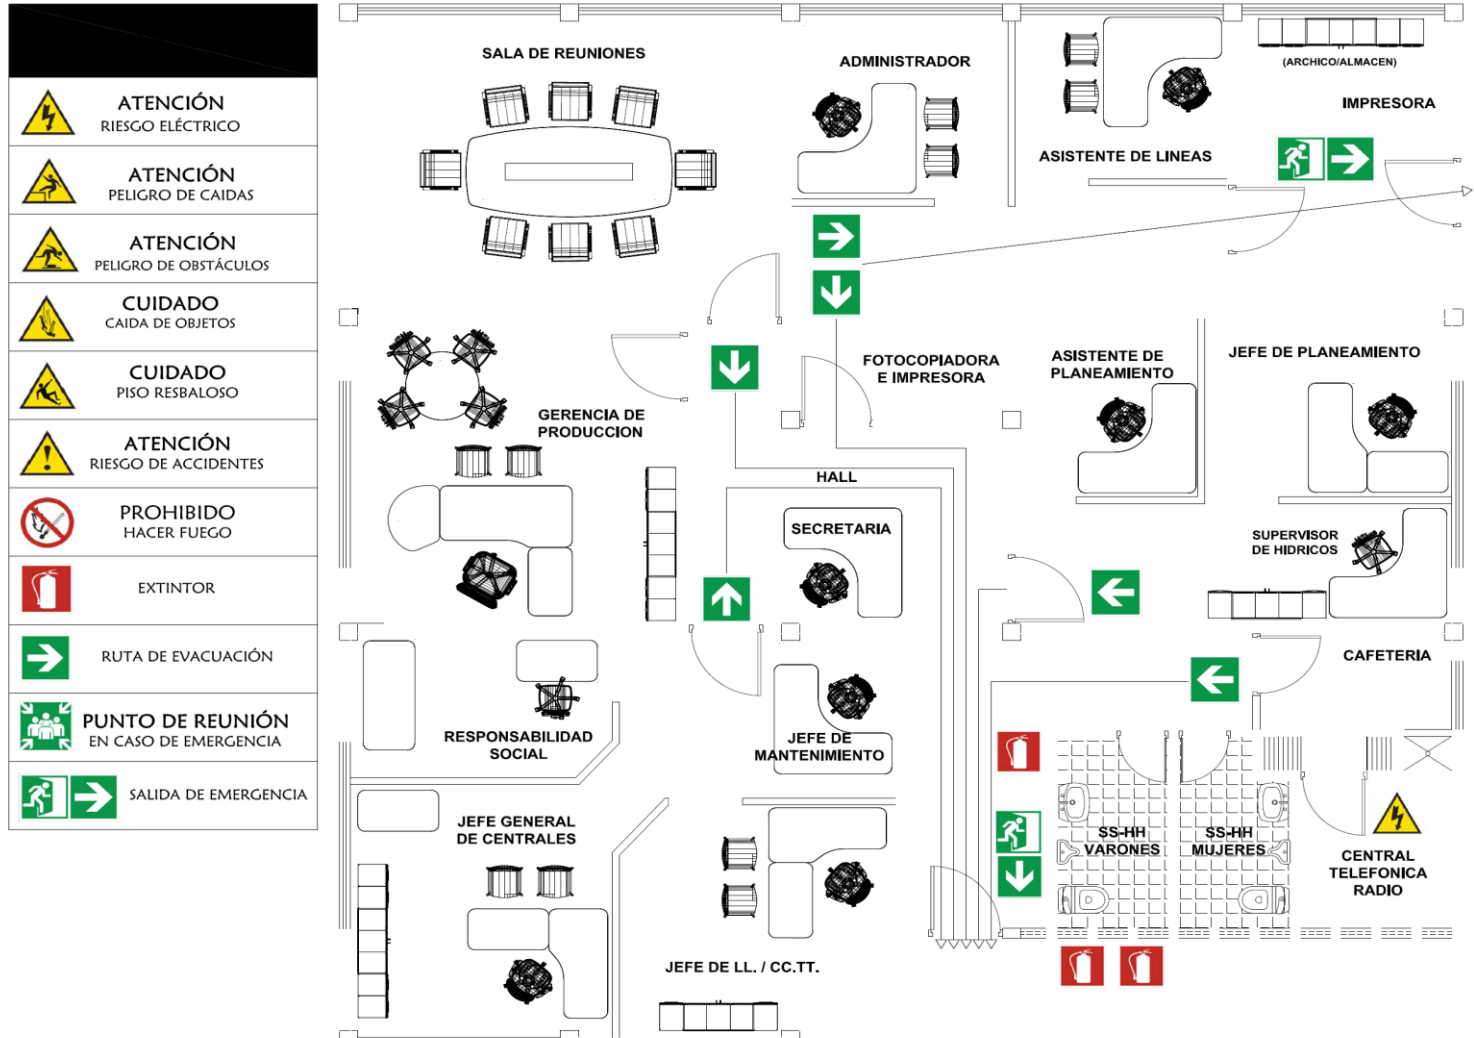 ATENCIÓN
RIESGO ELÉCTRICO
ATENCIÓN
PELIGRO DE CAIDAS
ATENCIÓN
PELIGRO DE OBSTÁCULOS
CUIDADO
CAIDA DE OBJETOS
CUIDADO
PISO RESBALOSO
ATENCIÓN
RIESGO DE ACCIDENTES
PROHIBIDO
HACER FUEGO
EXTINTOR
RUTA DE EVACUACIÓN
PUNTO DE REUNIÓN
EN CASO DE EMERGENCIA
SALIDA DE EMERGENCIA
SALA DE REUNIONES
ADMINISTRADOR
(ARCHICO/ALMACEN)
IMPRESORA
ASISTENTE DE LINEAS
FOTOCOPIADORA
E IMPRESORA
ASISTENTE DE
PLANEAMIENTO
JEFE DE PLANEAMIENTO
GERENCIA DE
PRODUCCION
HALL
SECRETARIA
SUPERVISOR
DE HIDRICOS
CAFETERIA
RESPONSABILIDAD
SOCIAL
JEFE DE
MANTENIMIENTO
JEFE GENERAL
DE CENTRALES
SS-HH
VARONES
SS-HH
MUJERES
CENTRAL
TELEFONICA
RADIO
JEFE DE LL. / CC.TT.